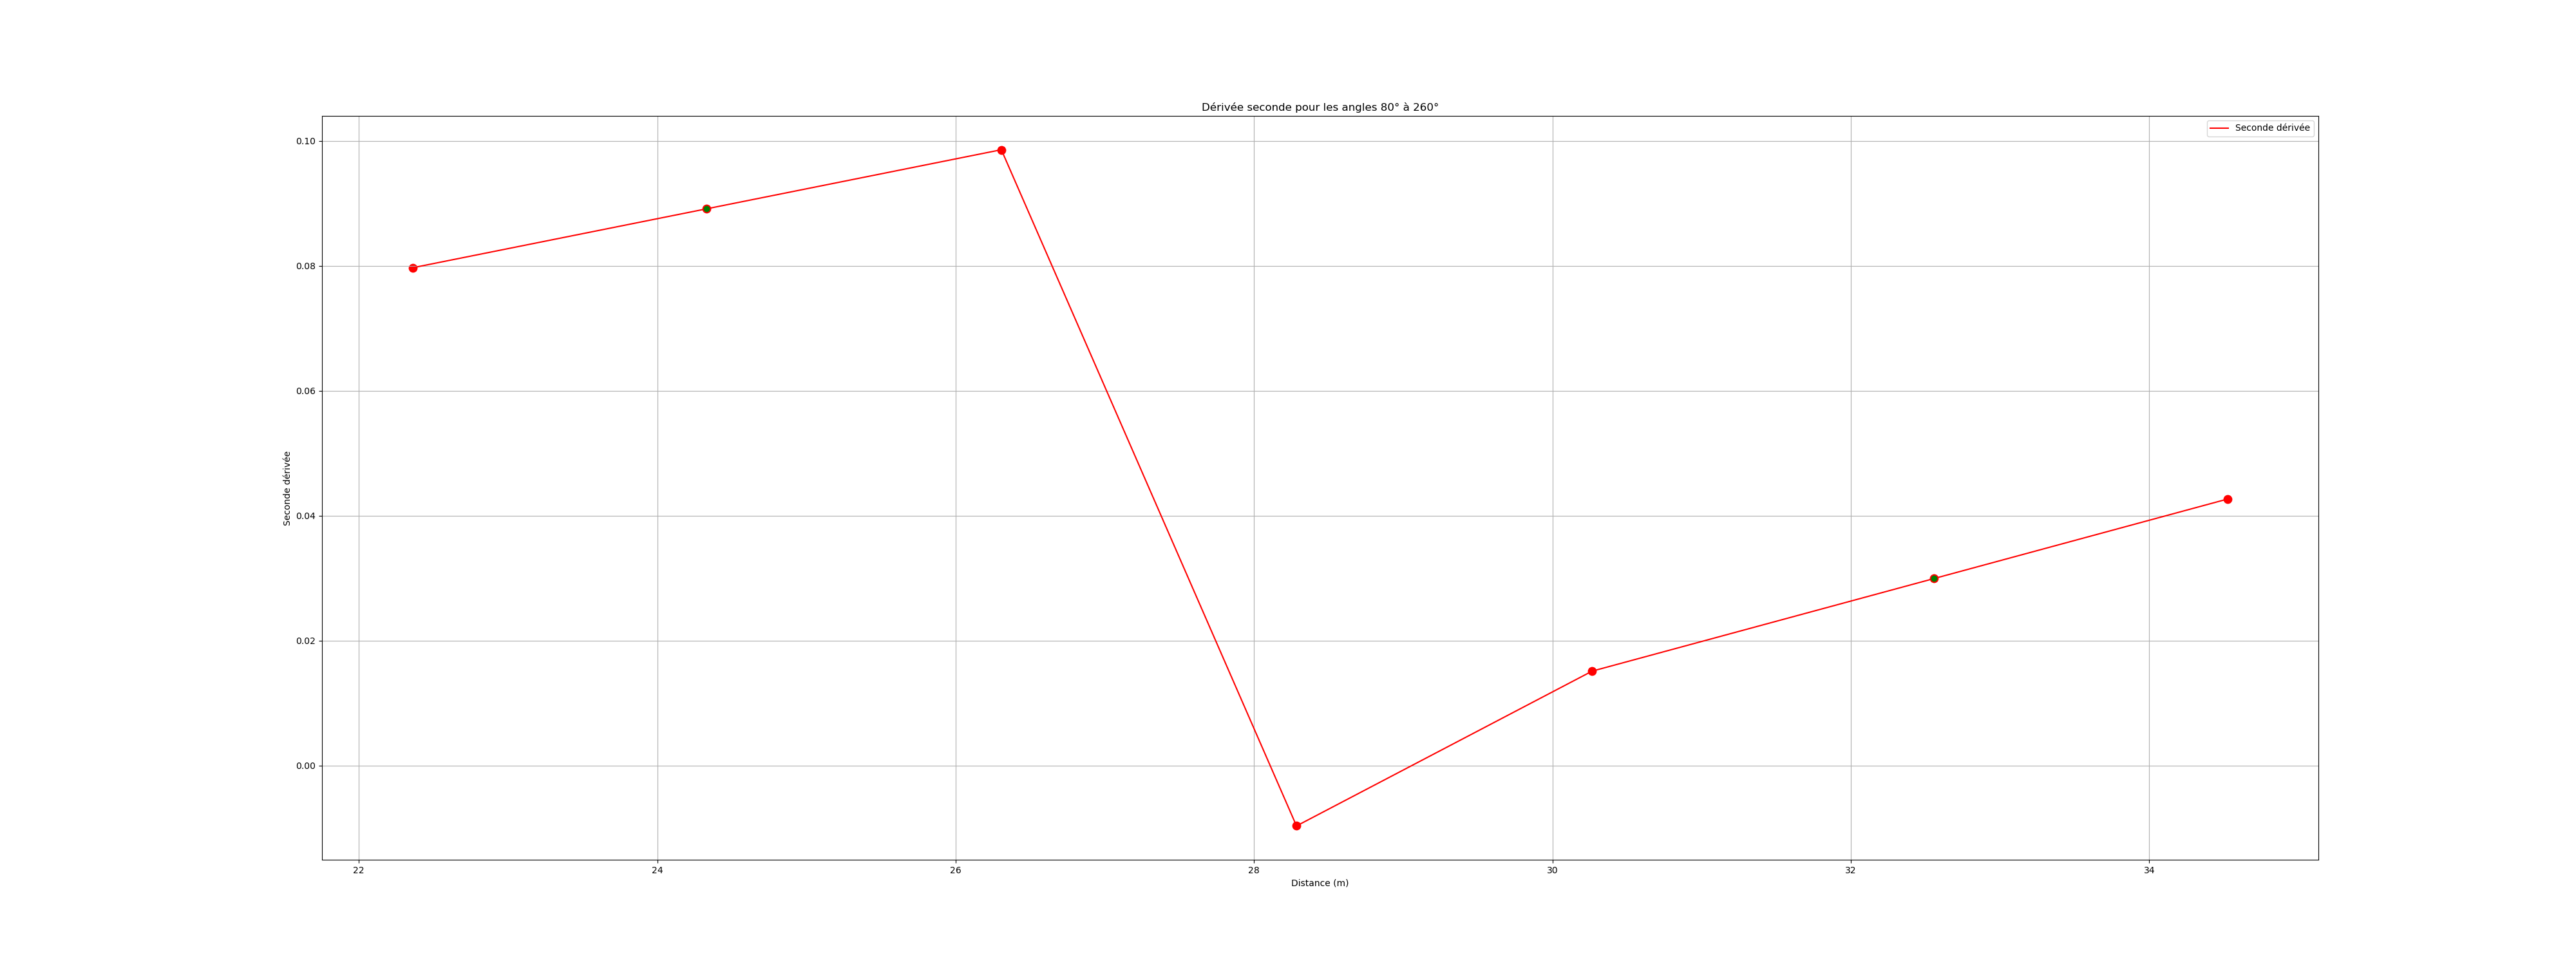 Dérivée seconde pour les angles 80° à 260°
Seconde dérivée
0.10
0.08
0.06
0.04
0.02
0.00
Seconde dérivée
22 24 26 28 30 32 34
Distance (m)